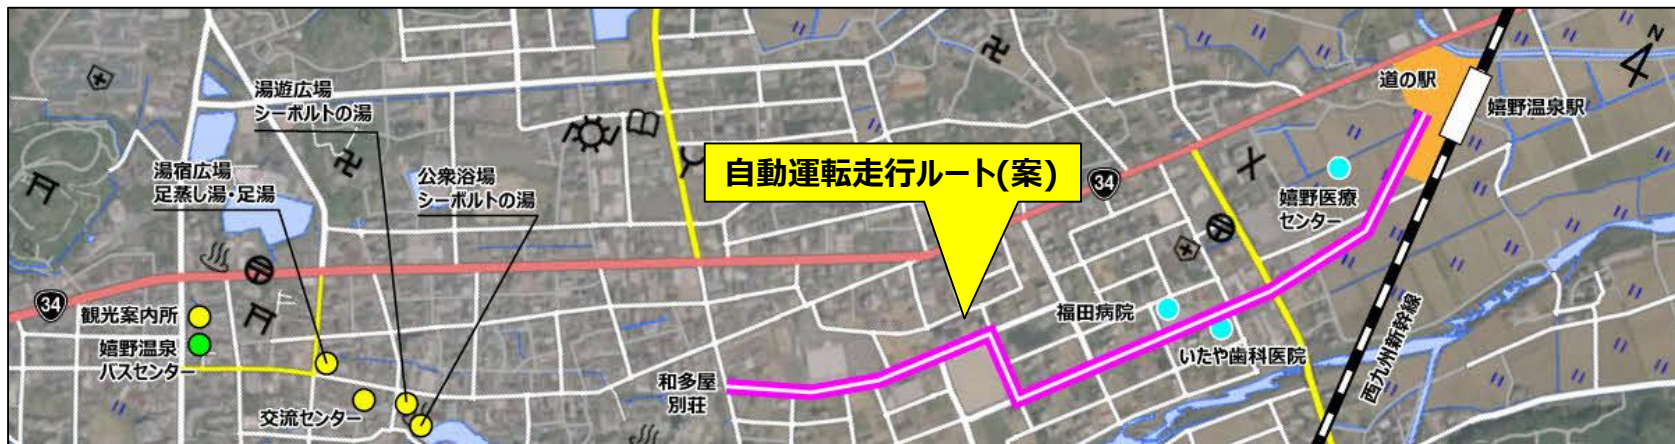 N
道の駅
嬉野温泉駅
湯遊広場
シーボルトの湯
湯宿広場
足蒸し湯・足湯
公衆浴場
シーボルトの湯
自動運転走行ルート(案)
34
嬉野医療
センター
34
観光案内所
嬉野温泉
バスセンター
福田病院
いたや歯科医院
西九州新幹線
和多屋
別荘
交流センター